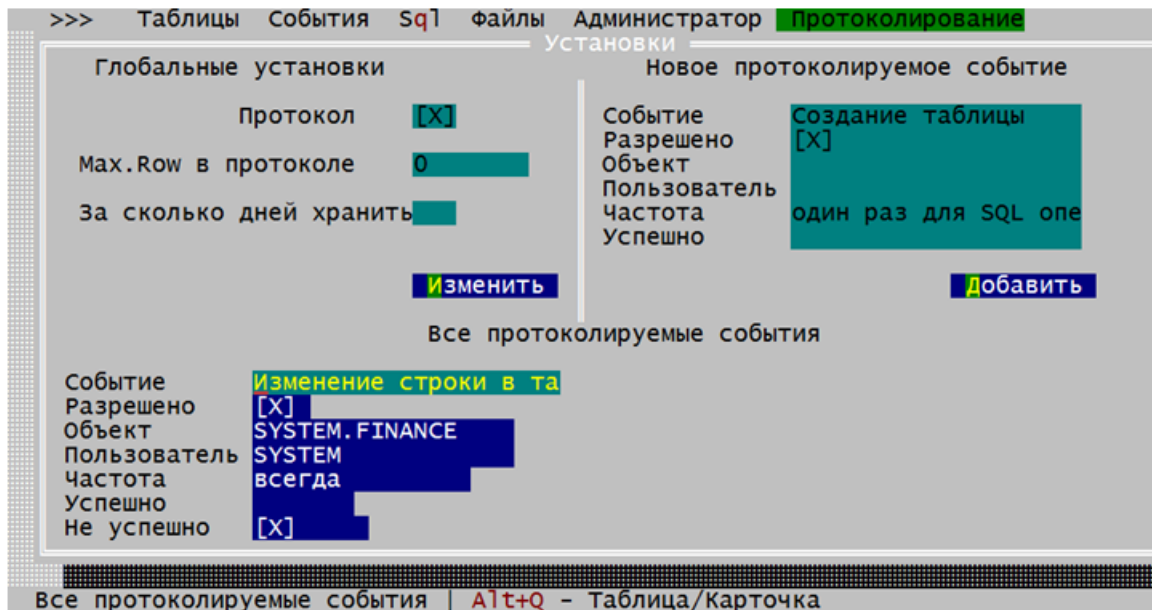 >>> Таблицы События Sql Файлы Администратор Протоколирование
Установки
Глобальные установки
Протокол [X]
Max.Row в протоколе 0
За сколько дней хранить
Изменить
Новое протоколируемое событие
Событие Создание таблицы
Разрешено [X]
Объект
Пользователь
Частота один раз для SQL опе
Успешно
Добавить
Все протоколируемые события
Событие Изменение строки в та
Разрешено [X]
Объект SYSTEM.FINANCE
Пользователь SYSTEM
Частота всегда
Успешно
Не успешно [X]
Все протоколируемые события | Alt+Q – Таблица/Карточка